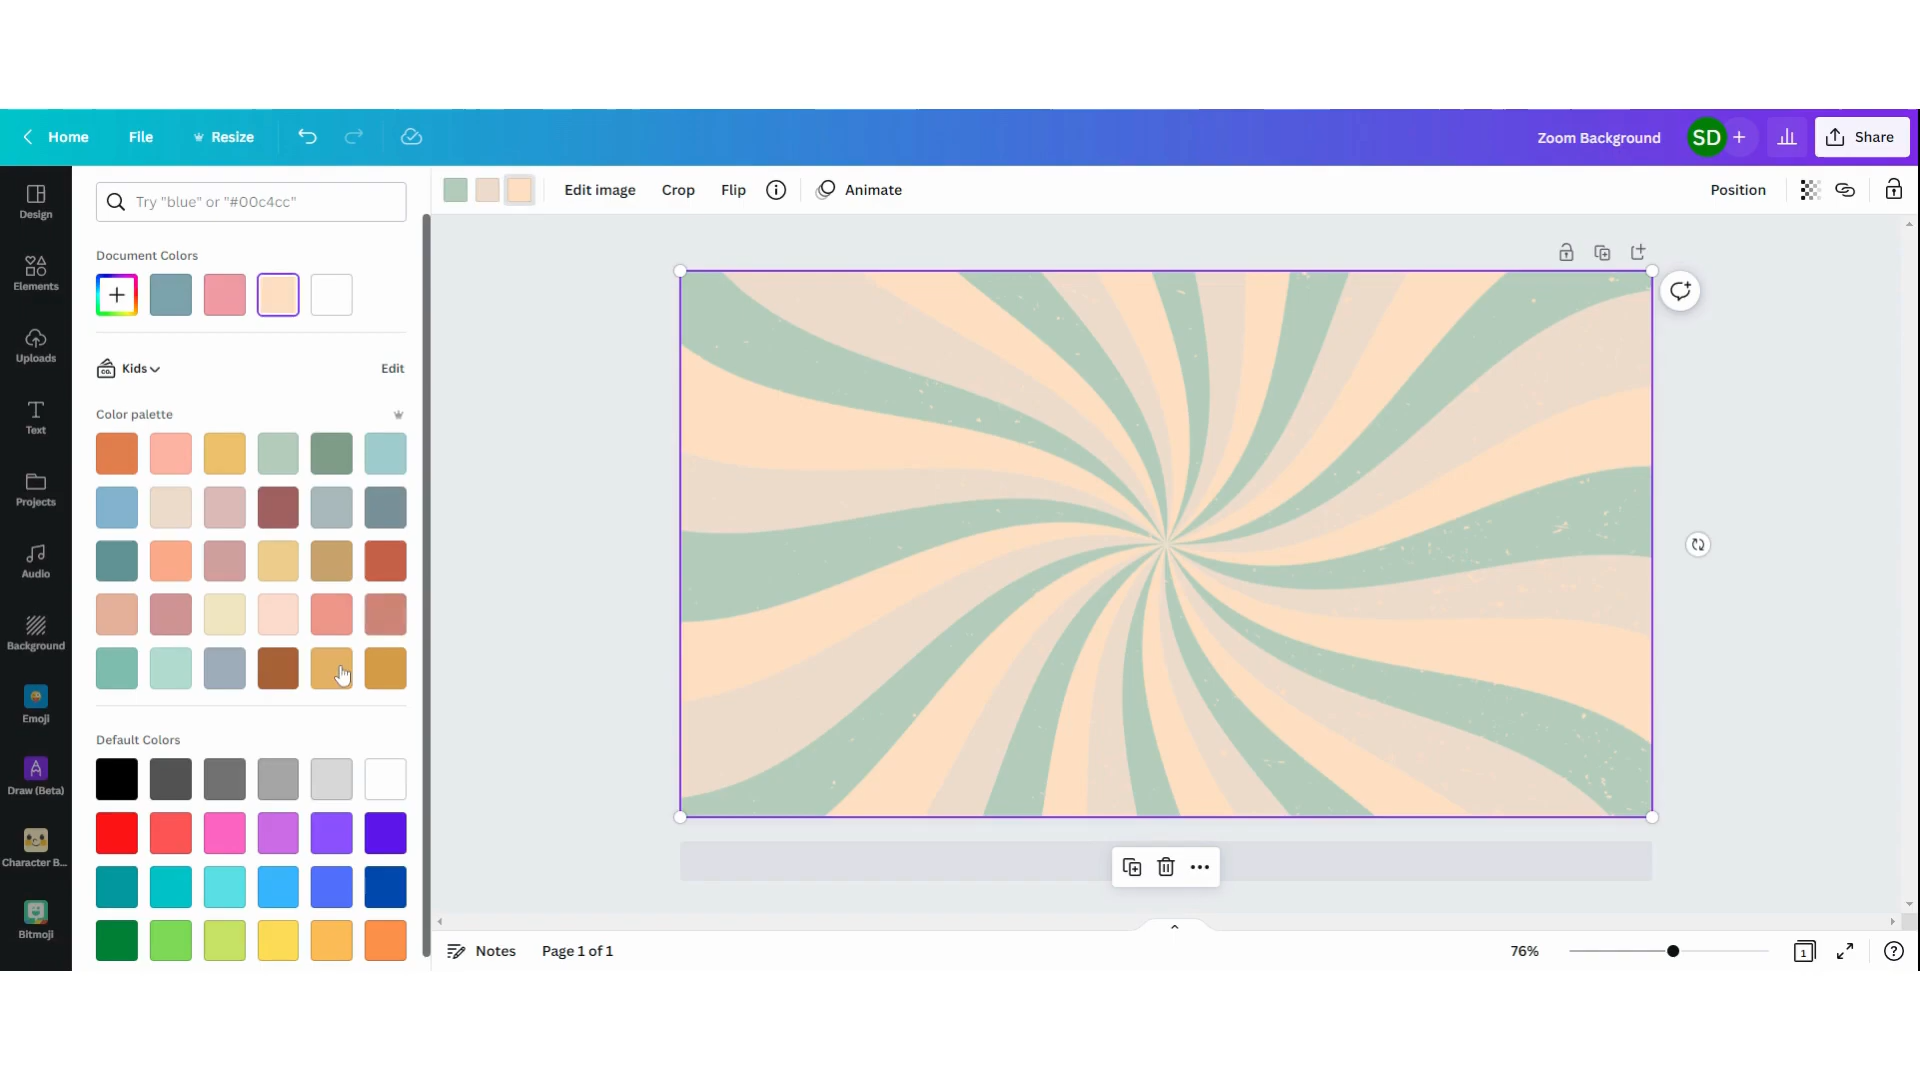 Home
File
Resize
Zoom Background
SD
Share
Design
Elements
Uploads
Text
Projects
Audio
Background
Emoji
Draw (Beta)
Character B...
Bitmoji
Try "blue" or "#00c4cc"
Document Colors
CO.
Kids
Edit
Color palette
Default Colors
Edit image
Crop
Flip
Animate
Position
Notes
Page 1 of 1
76%
1